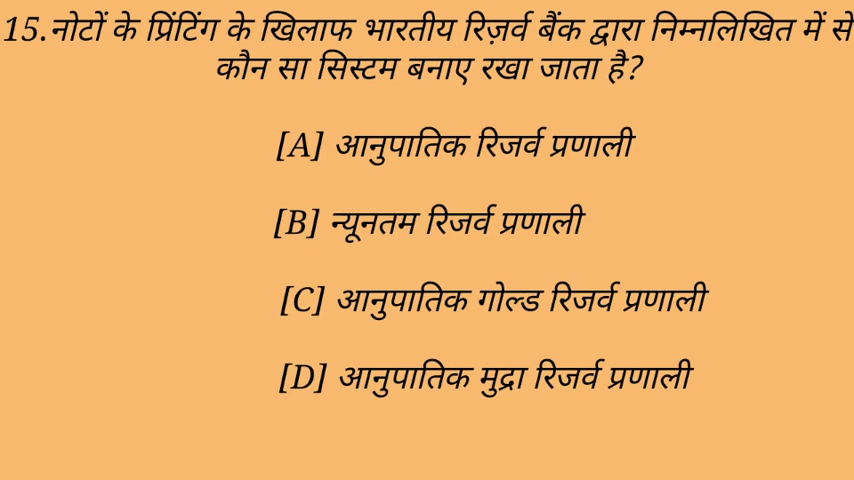 15.नोटों के प्रिंटिंग के खिलाफ भारतीय रिज़र्व बैंक द्वारा निम्नलिखित में से
कौन सा सिस्टम बनाए रखा जाता है?
[A] आनुपातिक रिजर्व प्रणाली
[B] न्यूनतम रिजर्व प्रणाली
[C] आनुपातिक गोल्ड रिजर्व प्रणाली
[D] आनुपातिक मुद्रा रिजर्व प्रणाली